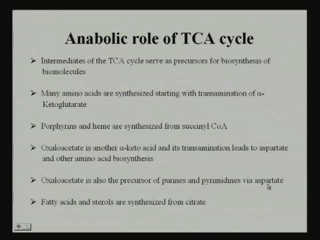 Anabolic role of TCA cycle
➢ Intermediates of the TCA cycle serve as precursors for biosynthesis of
biomolecules
➢ Many amino acids are synthesized starting with transamination of α-
Ketoglutarate
➢ Porphyrins and heme are synthesized from succinyl CoA
➢ Oxaloacetate is another α-keto acid and its transamination leads to aspartate
and other amino acid biosynthesis
➢ Oxaloacetate is also the precursor of purines and pyrimidines via aspartate
➢ Fatty acids and sterols are synthesized from citrate